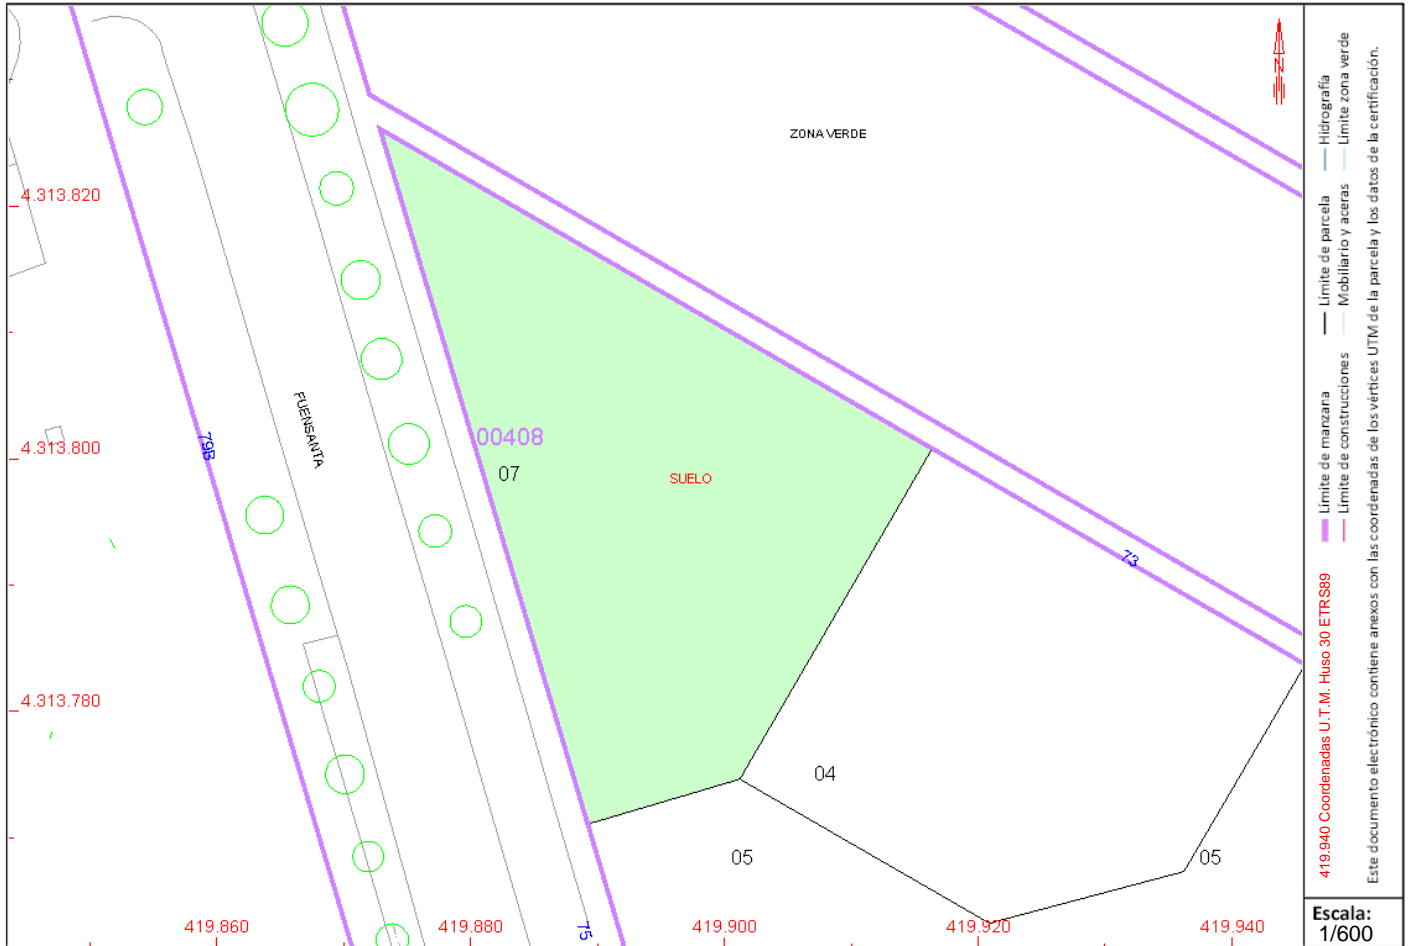 ZONA VERDE
N
4.313.820
FUENSANTA
79B
4.313.800
00408
07
SUELO
73
4.313.780
04
05
05
75
419.860
419.880
419.900
419.920
419.940
419.940 Coordenadas U.T.M. Huso 30 ETRS89
Límite de manzana
Límite de parcela
Hidrografía
Límite de construcciones
Mobiliario y aceras
Límite zona verde
Este documento electrónico contiene anexos con las coordenadas de los vértices UTM de la parcela y los datos de la certificación.
Escala:
1/600